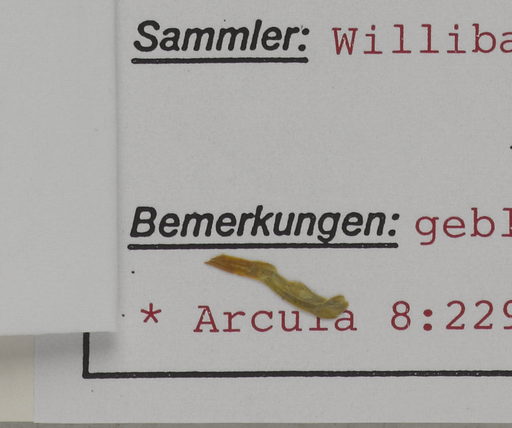 Sammler: Williba
Bemerkungen: gebl
* Arcula 8:229